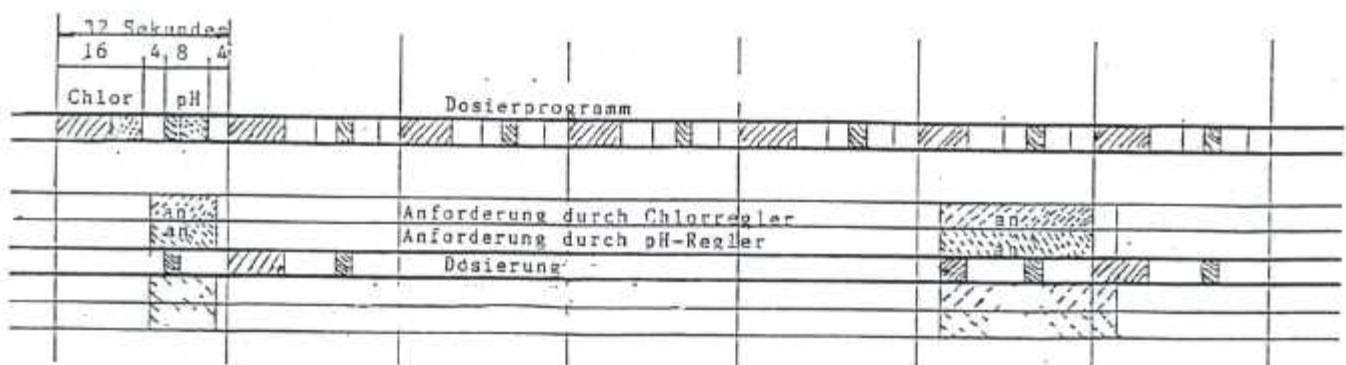 32 Sekunden
16 4 8 4
Chlor pH
Dosierprogramm
an Anforderung durch Chlorregler an
an Anforderung durch pH-Regler an
Dosierung